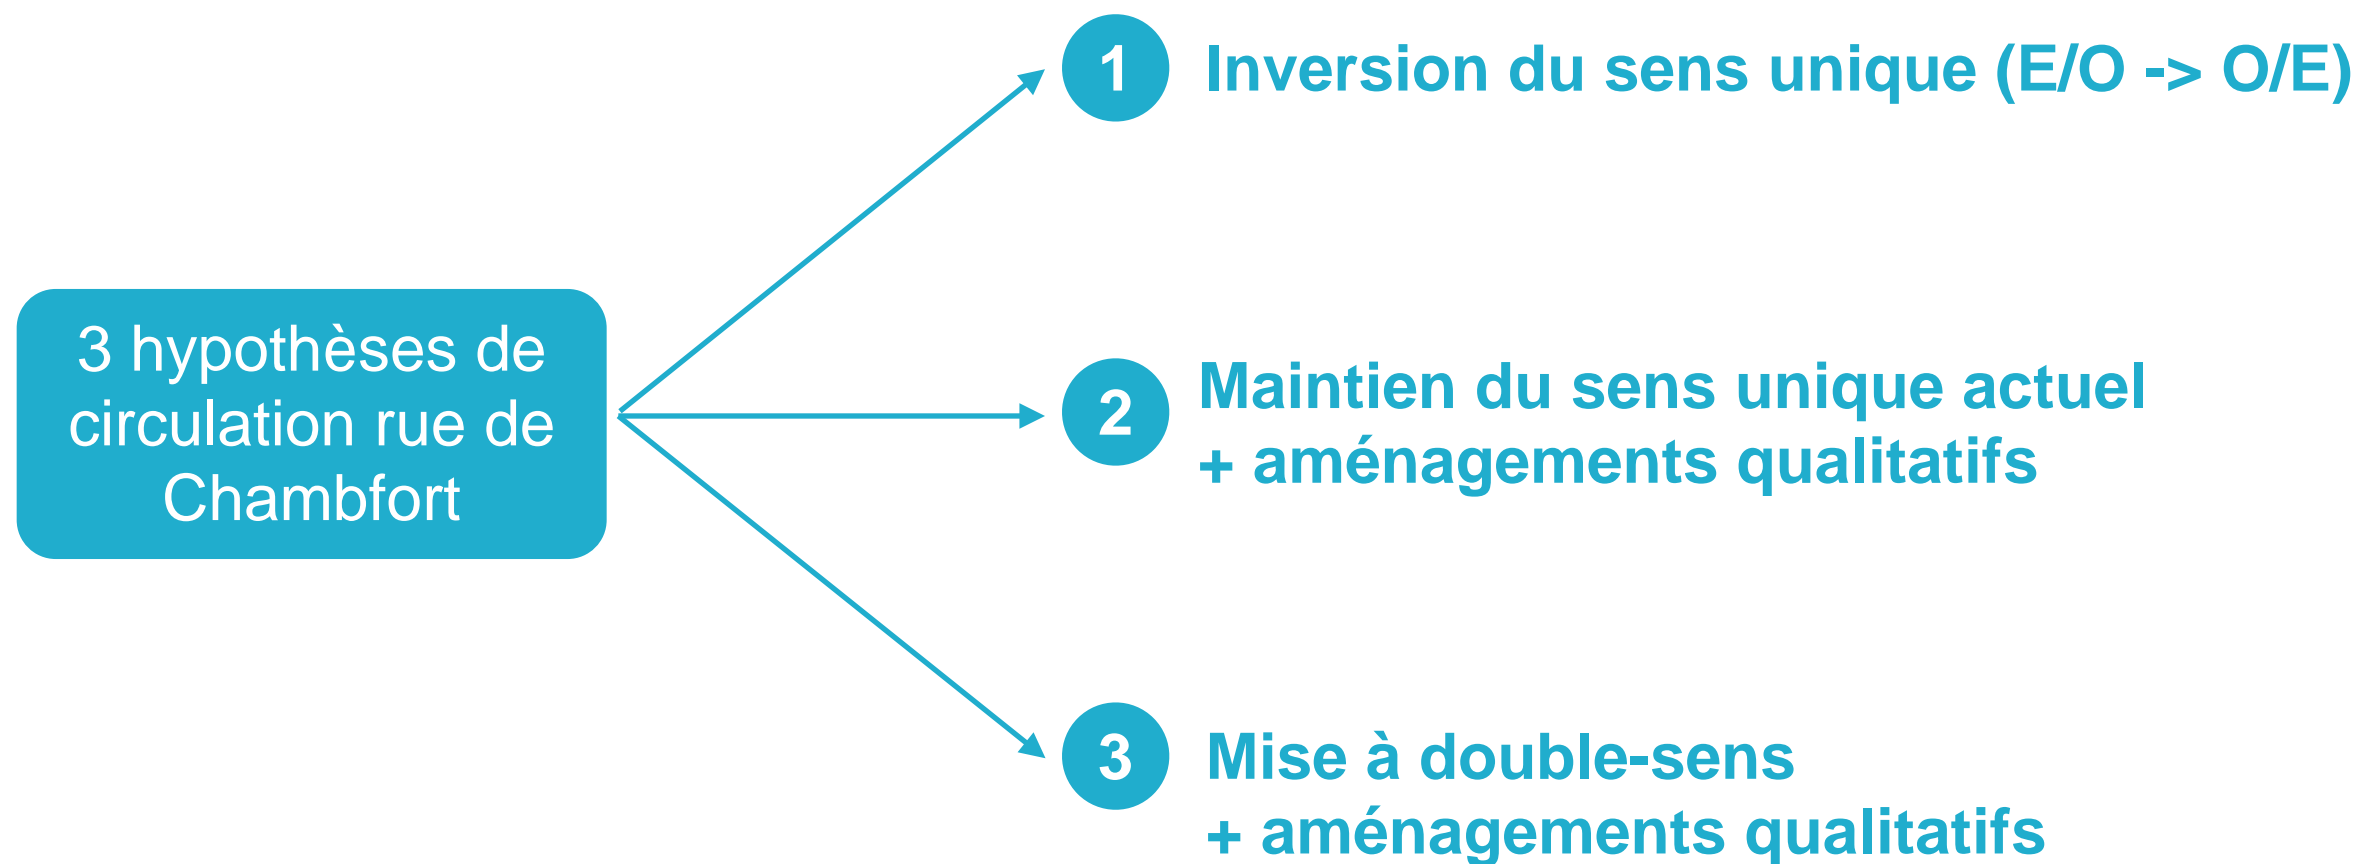 1
Inversion du sens unique (E/O -> O/E)
3 hypothèses de
circulation rue de
Chambfort
2
Maintien du sens unique actuel
+ aménagements qualitatifs
3
Mise à double-sens
+ aménagements qualitatifs